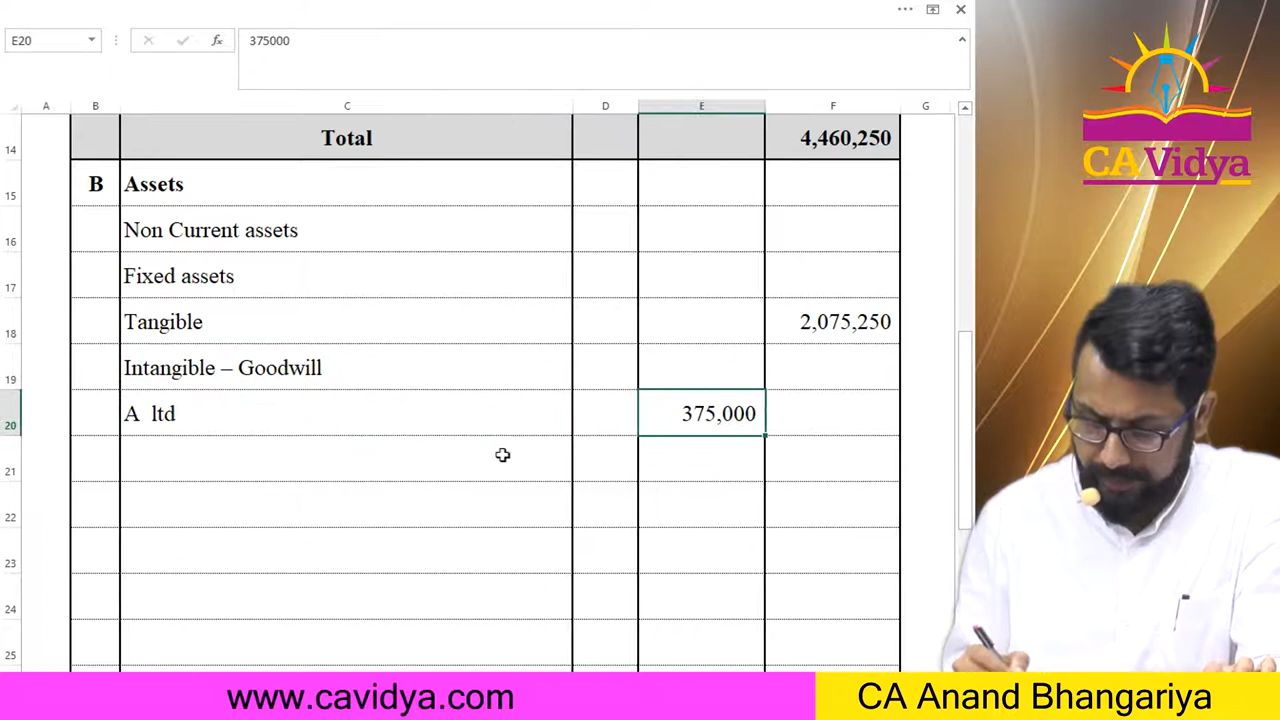 E20
fx
375000
A B C D E F G
14 Total 4,460,250
15 B Assets
16 Non Current assets
17 Fixed assets
18 Tangible 2,075,250
19 Intangible – Goodwill
20 A ltd 375,000
21
22
23
24
25
CA Vidya
www.cavidya.com
CA Anand Bhangariya